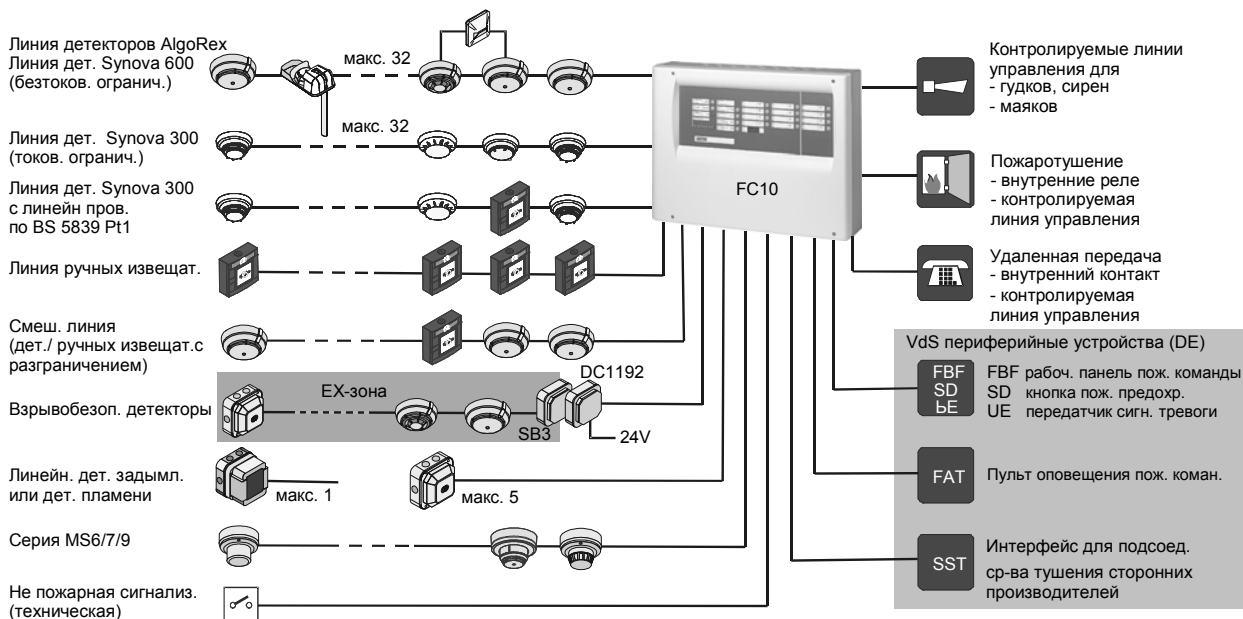 Линия детекторов AlgoRex
Линия дет. Synova 600
(безтоков. огранич.)
макс. 32
Линия дет. Synova 300
(токов. огранич.)
макс. 32
Линия дет. Synova 300
с линейн пров.
по BS 5839 Pt1
Линия ручных извещат.
Смеш. линия
(дет./ ручных извещат.с
разграничением)
Взрывобезоп. детекторы
EX-зона
DC1192
SB3
24V
Линейн. дет. задымл.
или дет. пламени
макс. 1
макс. 5
Серия MS6/7/9
Не пожарная сигнализ.
(техническая)
FC10
Контролируемые линии
управления для
- гудков, сирен
- маяков
Пожаротушение
- внутренние реле
- контролируемая
линия управления
Удаленная передача
- внутренний контакт
- контролируемая
линия управления
VdS периферийные устройства (DE)
FBF
SD
FBF рабоч. панель пож. команды
SD кнопка пож. предохр.
UE передатчик сигн. тревоги
FAT
Пульт оповещения пож. коман.
SST
Интерфейс для подсоед.
ср-ва тушения сторонних
производителей